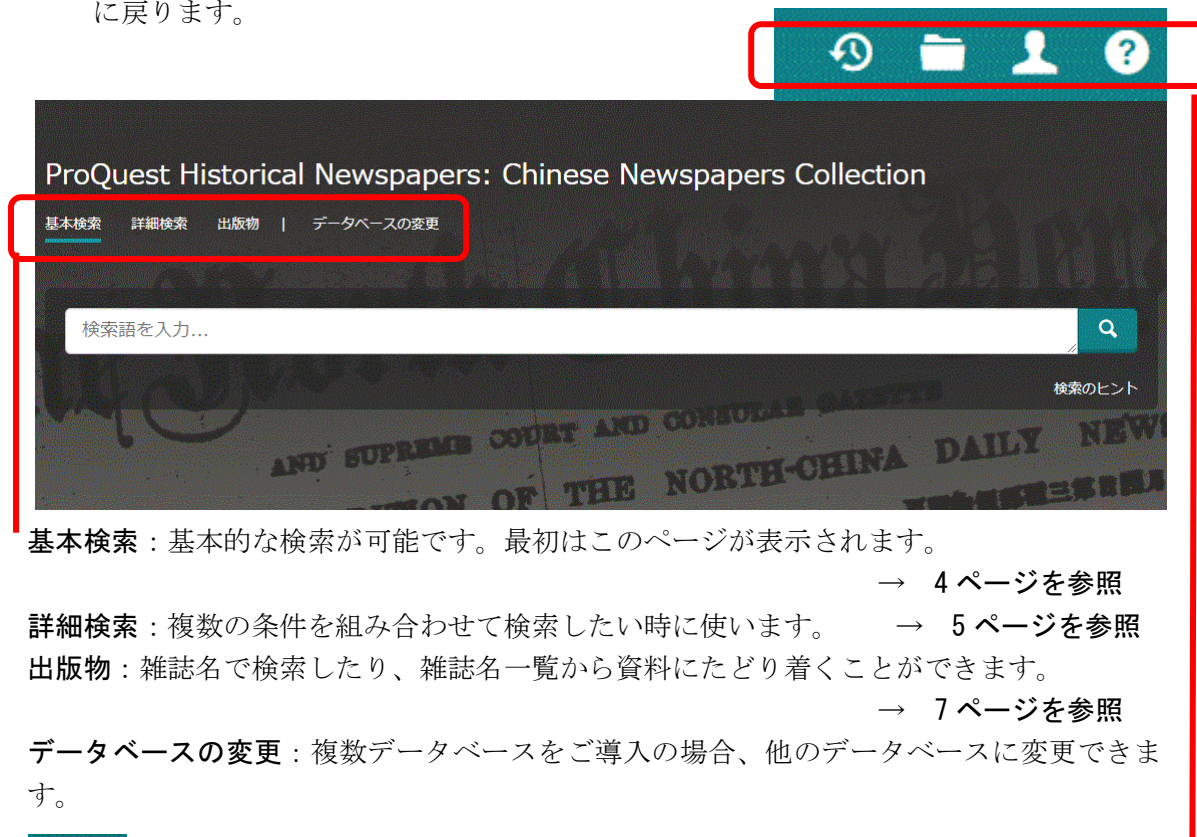 に戻ります。
?
ProQuest Historical Newspapers: Chinese Newspapers Collection
基本検索 詳細検索 出版物 | データベースの変更
検索語を入力...
検索のヒント
AND SUPREME COURT AND CONSULAR GAZETTE
OF THE NORTH-CHINA DAILY NEWS
基本検索：基本的な検索が可能です。最初はこのページが表示されます。
→ 4 ページを参照
詳細検索：複数の条件を組み合わせて検索したい時に使います。 → 5 ページを参照
出版物：雑誌名で検索したり、雑誌名一覧から資料にたどり着くことができます。
→ 7 ページを参照
データベースの変更：複数データベースをご導入の場合、他のデータベースに変更できま
す。